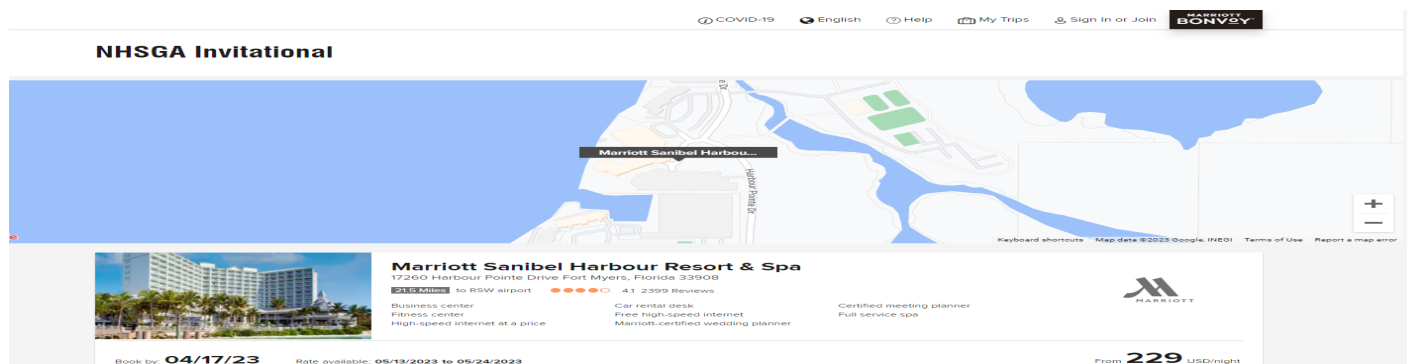 COVID-19 English Help My Trips Sign In or Join MARRIOTT BONVOY
NHSGA Invitational
Marriott Sanibel Harbou...
Harbour Pointe Dr
Keyboard shortcuts Map data ©2023 Google, INEGI Terms of Use Report a map error
Marriott Sanibel Harbour Resort & Spa
17260 Harbour Pointe Drive Fort Myers, Florida 33908
21.5 Miles to RSW airport 4.1 2399 Reviews
Business center Car rental desk Certified meeting planner
Fitness center Free high-speed internet Full service spa
High-speed internet at a price Marriott-certified wedding planner
MARRIOTT
Book by: 04/17/23 Rate available: 05/13/2023 to 05/24/2023 From 229 USD/night